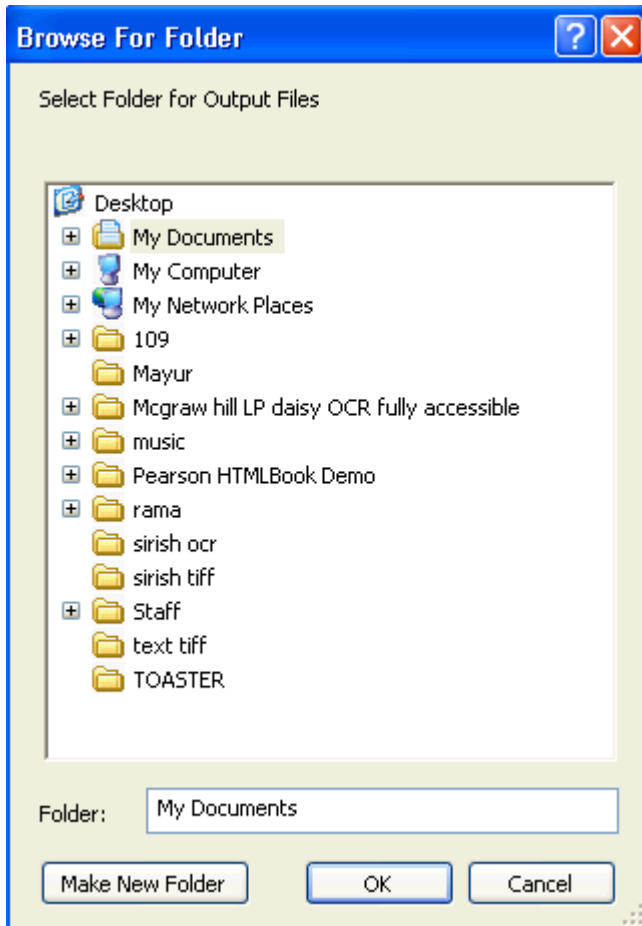 Browse For Folder
Select Folder for Output Files
Desktop
My Documents
My Computer
My Network Places
109
Mayur
Mcgraw hill LP daisy OCR fully accessible
music
Pearson HTMLBook Demo
rama
sirish ocr
sirish tiff
Staff
text tiff
TOASTER
Folder: My Documents
Make New Folder OK Cancel